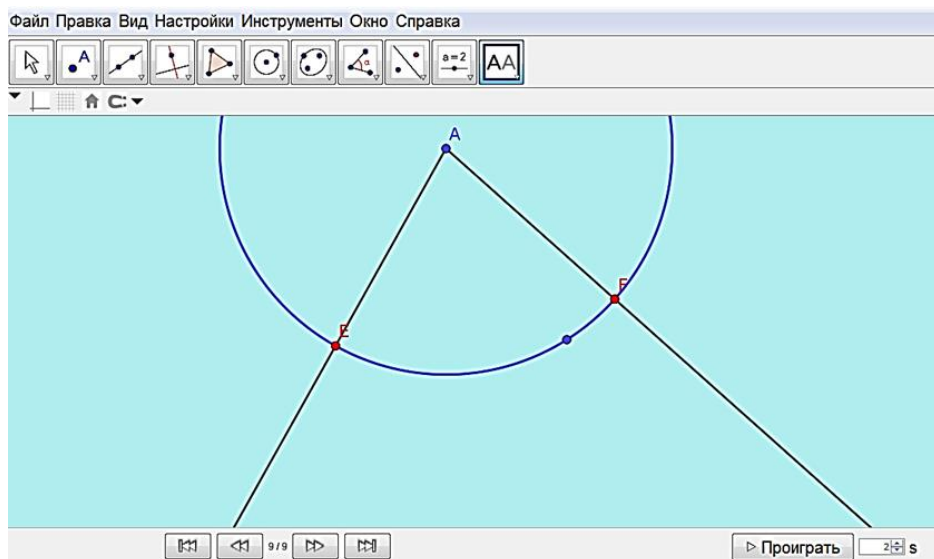 Файл Правка Вид Настройки Инструменты Окно Справка
A α a=2 AA
A
F
E
9 / 9 Проиграть 2 s